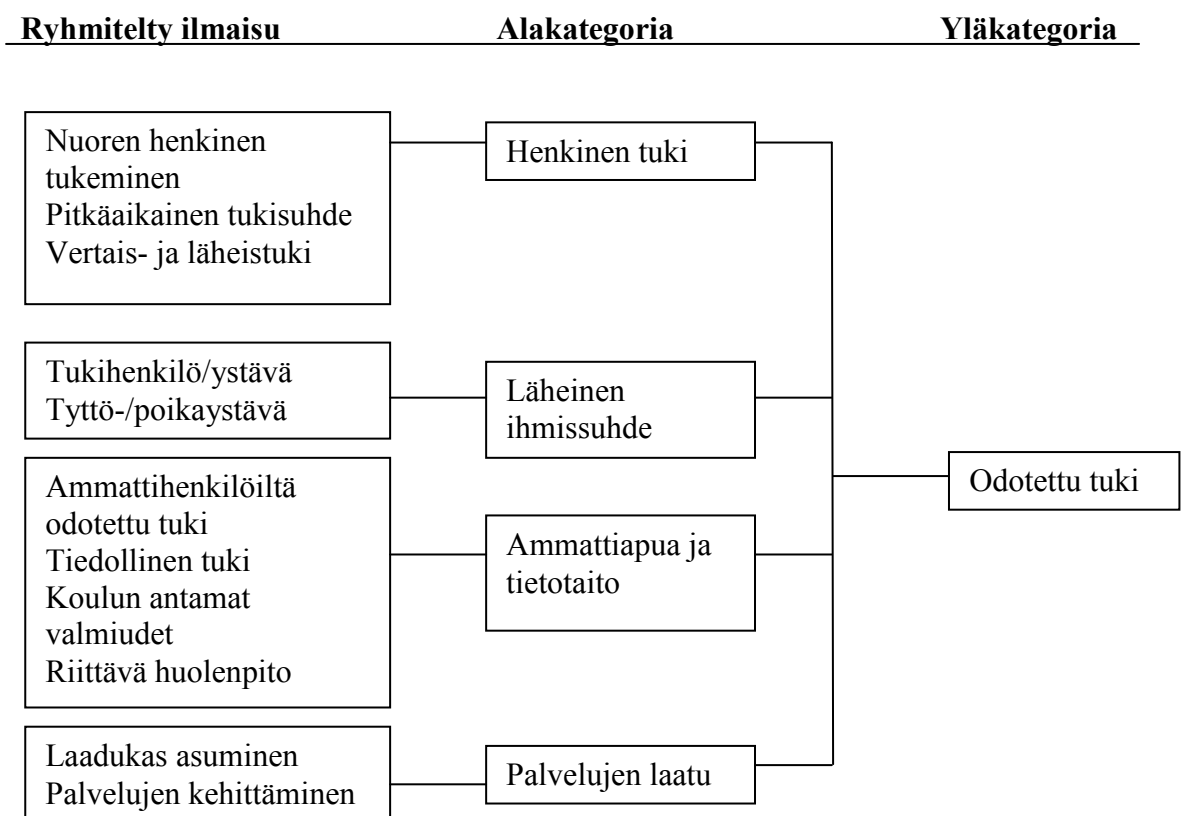 Ryhmitelty ilmaisu Alakategoria Yläkategoria
Nuoren henkinen
tukeminen
Pitkäaikainen tukisuhde
Vertais- ja läheistuki
Henkinen tuki
Tukihenkilö/ystävä
Tyttö-/poikaystävä
Läheinen
ihmissuhde
Ammattihenkilöiltä
odotettu tuki
Tiedollinen tuki
Koulun antamat
valmiudet
Riittävä huolenpito
Ammattiapua ja
tietotaito
Laadukas asuminen
Palvelujen kehittäminen
Palvelujen laatu
Odotettu tuki